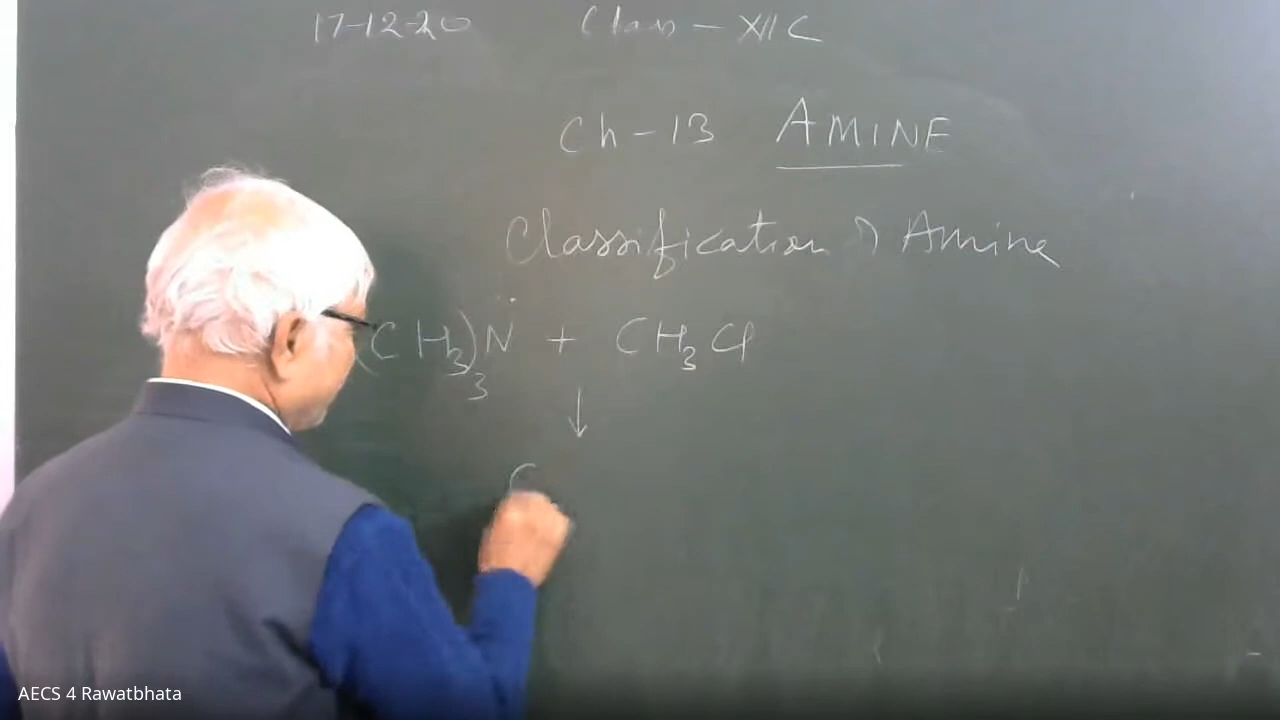 17-12-20 Class - XII C
Ch-13 AMINE
Classification of Amine
(CH3)3N̈ + CH3Cl
↓
C
AECS 4 Rawatbhata